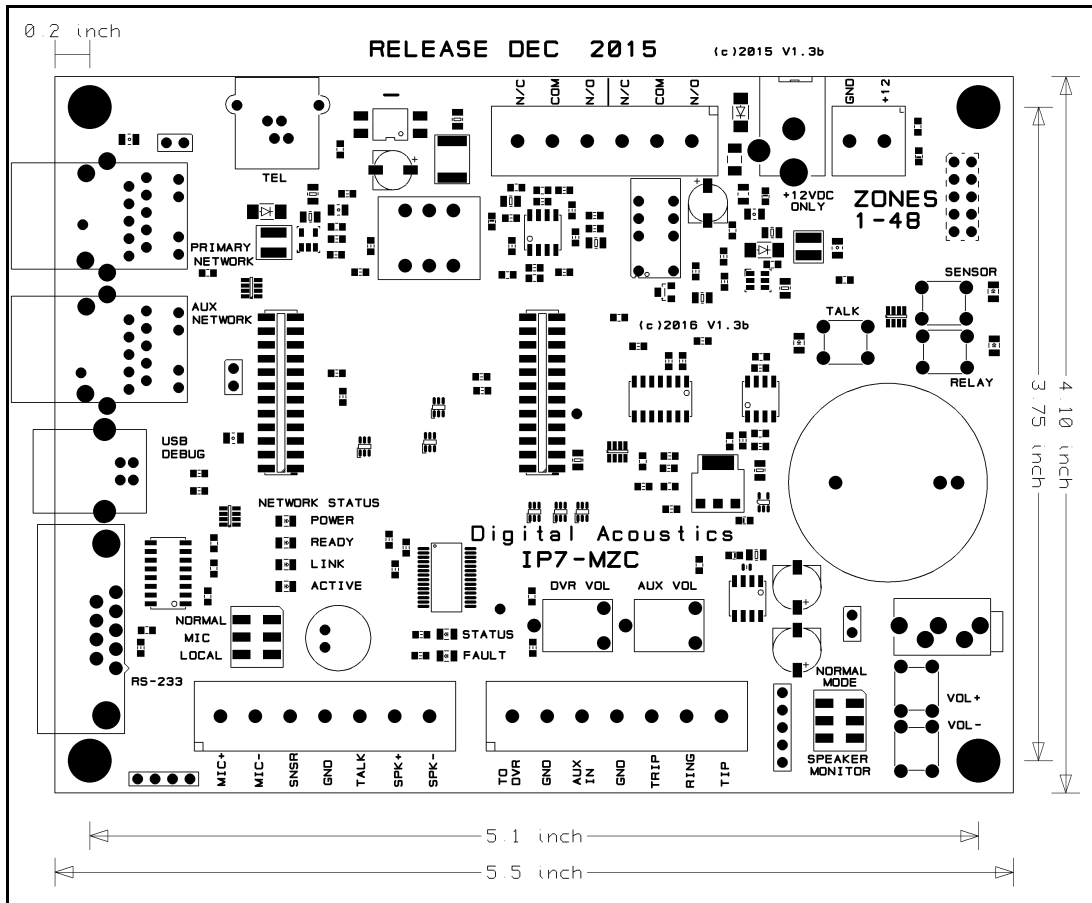 0.2 inch
RELEASE DEC 2015
(c)2015 V1.3b
N/C
COM
N/O
N/C
COM
N/O
GND
+12
TEL
+12VDC
ONLY
ZONES
1-48
PRIMARY
NETWORK
SENSOR
AUX
NETWORK
TALK
(c)2016 V1.3b
RELAY
3.75 inch
4.10 inch
USB
DEBUG
NETWORK STATUS
POWER
READY
LINK
ACTIVE
Digital Acoustics
IP7-MZC
DVR VOL
AUX VOL
NORMAL
MIC
LOCAL
STATUS
FAULT
RS-233
NORMAL
MODE
VOL+
VOL-
SPEAKER
MONITOR
MIC+
MIC-
SNSR
GND
TALK
SPK+
SPK-
TO
DVR
GND
AUX
IN
GND
TRIP
RING
TIP
5.1 inch
5.5 inch